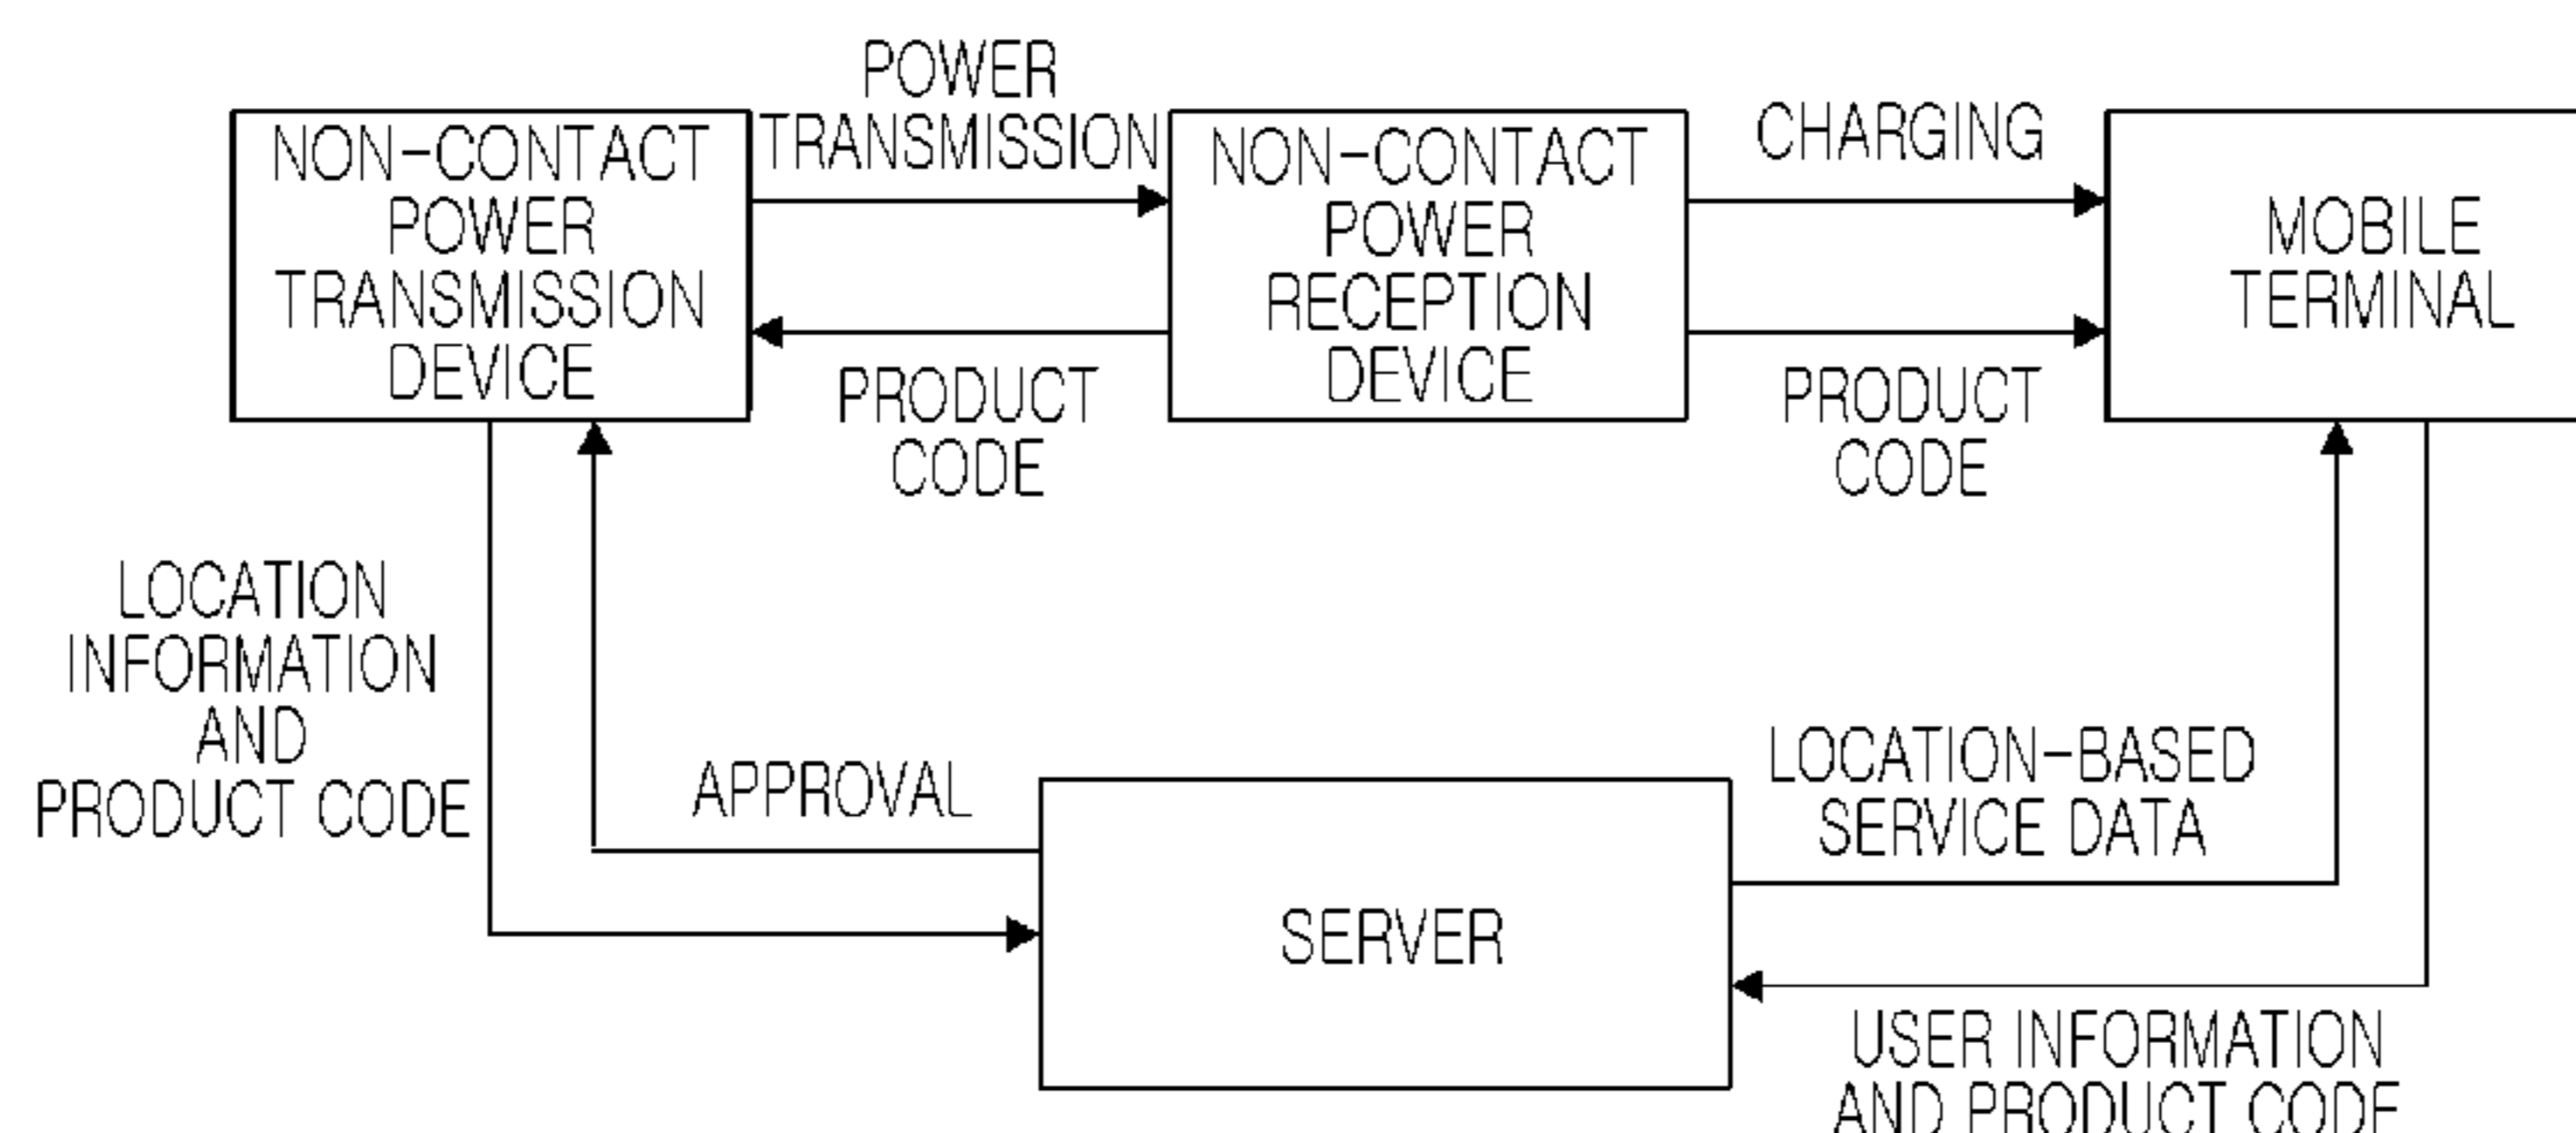 POWER
TRANSMISSION
NON-CONTACT
POWER
TRANSMISSION
DEVICE
NON-CONTACT
POWER
RECEPTION
DEVICE
CHARGING
MOBILE
TERMINAL
PRODUCT
CODE
PRODUCT
CODE
LOCATION
INFORMATION
AND
PRODUCT CODE
APPROVAL
SERVER
LOCATION-BASED
SERVICE DATA
USER INFORMATION
AND PRODUCT CODE